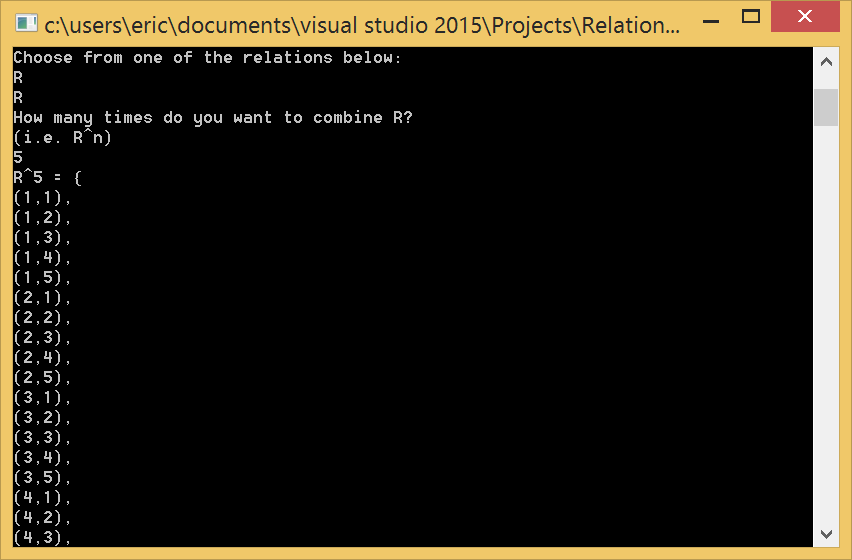 c:\users\eric\documents\visual studio 2015\Projects\Relation...
Choose from one of the relations below:
R
R
How many times do you want to combine R?
(i.e. R^n)
5
R^5 = {
(1,1),
(1,2),
(1,3),
(1,4),
(1,5),
(2,1),
(2,2),
(2,3),
(2,4),
(2,5),
(3,1),
(3,2),
(3,3),
(3,4),
(3,5),
(4,1),
(4,2),
(4,3),